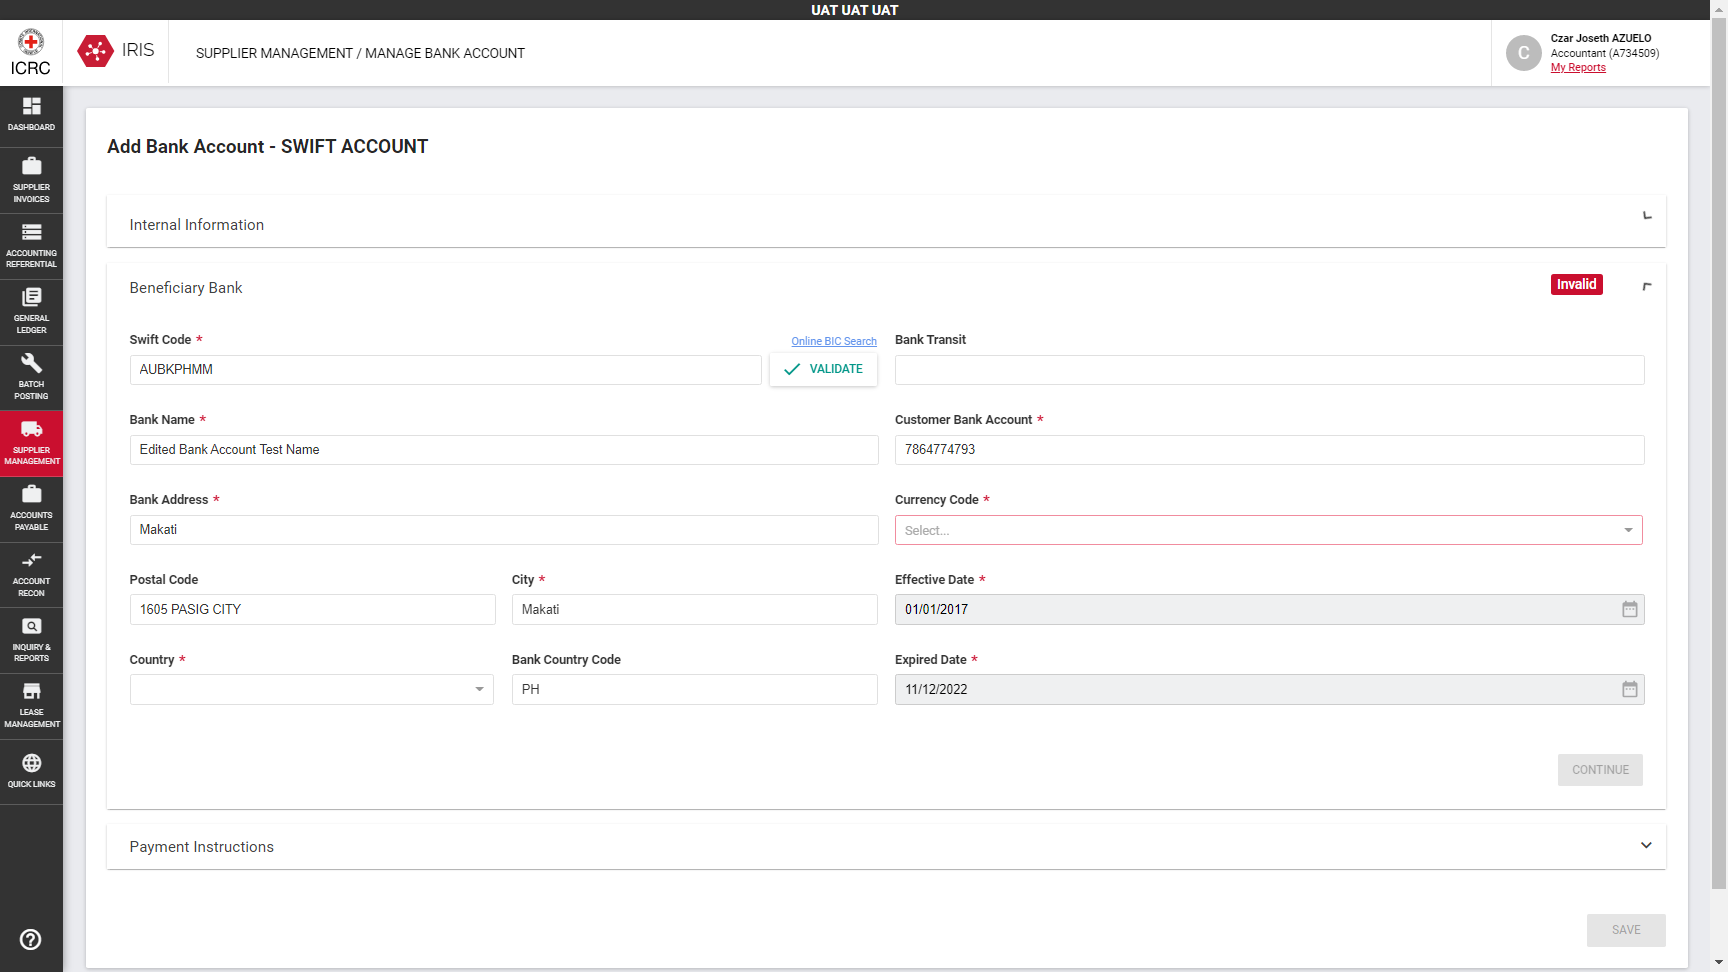 UAT UAT UAT
ICRC
IRIS
SUPPLIER MANAGEMENT / MANAGE BANK ACCOUNT
C
Czar Joseth AZUELO
Accountant (A734509)
My Reports
DASHBOARD
SUPPLIER
INVOICES
ACCOUNTING
REFERENTIAL
GENERAL
LEDGER
BATCH
POSTING
SUPPLIER
MANAGEMENT
ACCOUNTS
PAYABLE
ACCOUNT
RECON
INQUIRY &
REPORTS
LEASE
MANAGEMENT
QUICK LINKS
Add Bank Account - SWIFT ACCOUNT
Internal Information
Beneficiary Bank
Invalid
Swift Code *
Online BIC Search
Bank Transit
AUBKPHMM
VALIDATE
Bank Name *
Customer Bank Account *
Edited Bank Account Test Name
7864774793
Bank Address *
Currency Code *
Makati
Select...
Postal Code
City *
Effective Date *
1605 PASIG CITY
Makati
01/01/2017
Country *
Bank Country Code
Expired Date *
PH
11/12/2022
CONTINUE
Payment Instructions
SAVE